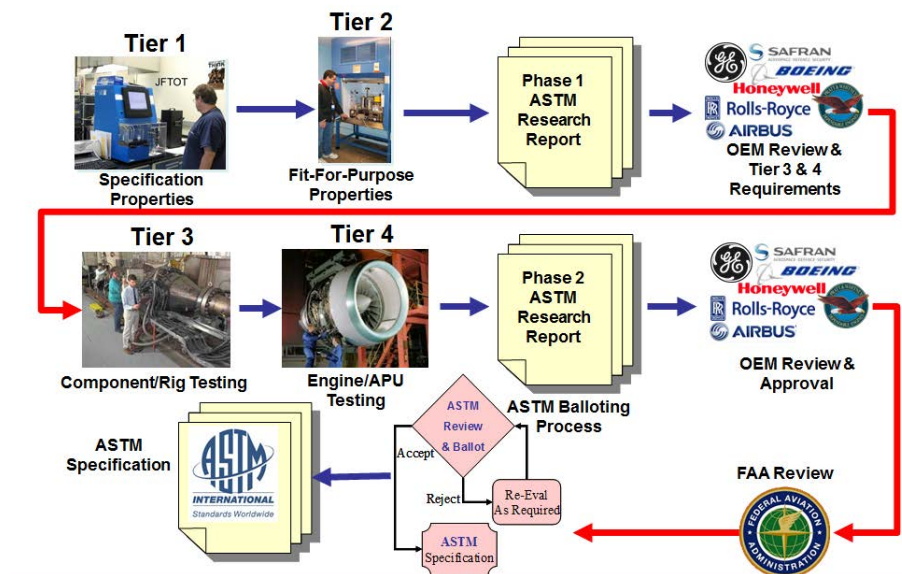 Tier 1
JFTOT
Specification
Properties
Tier 2
Fit-For-Purpose
Properties
Phase 1
ASTM
Research
Report
GE
SAFRAN
BOEING
Honeywell
Rolls-Royce
AIRBUS
OEM Review &
Tier 3 & 4
Requirements
Tier 3
Component/Rig Testing
Tier 4
Engine/APU
Testing
Phase 2
ASTM
Research
Report
GE
SAFRAN
BOEING
Honeywell
Rolls-Royce
AIRBUS
OEM Review &
Approval
FAA Review
FEDERAL AVIATION
ADMINISTRATION
ASTM Balloting
Process
ASTM
Review
& Ballot
Accept
Reject
Re-Eval
As Required
ASTM
Specification
ASTM
Specification
ASTM
INTERNATIONAL
Standards Worldwide